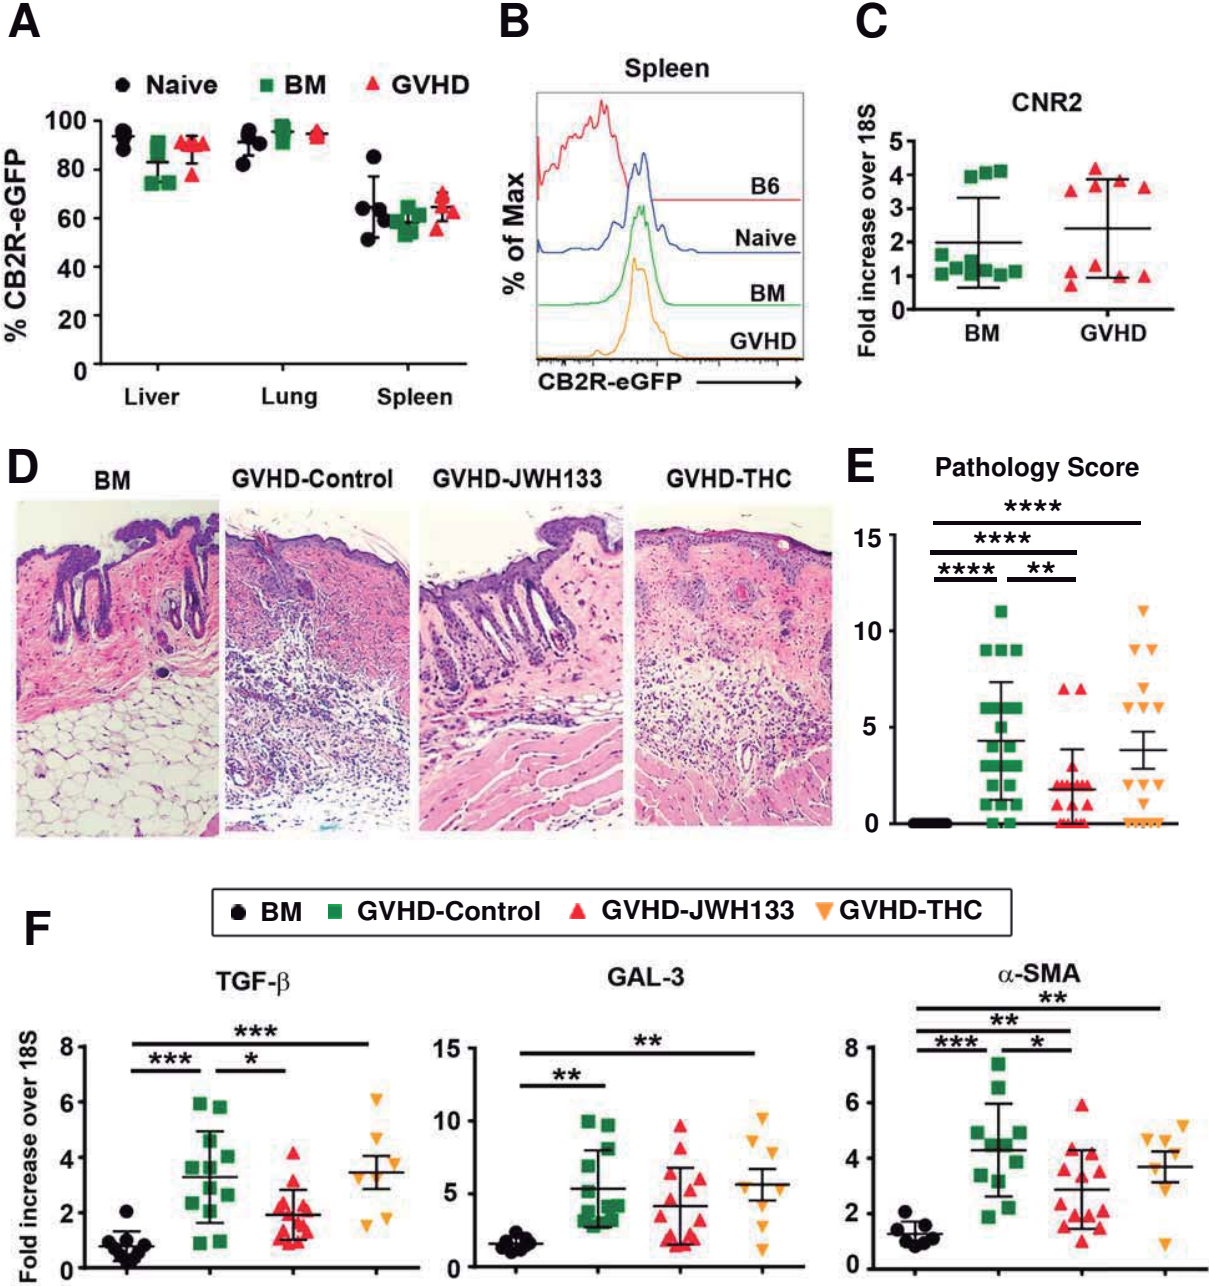 A
Naive BM GVHD
% CB2R-eGFP
100
80
60
40
20
0
Liver Lung Spleen
B
Spleen
% of Max
B6
Naive
BM
GVHD
CB2R-eGFP
C
CNR2
Fold increase over 18S
5
4
3
2
1
0
BM GVHD
D
BM GVHD-Control GVHD-JWH133 GVHD-THC
E
Pathology Score
****
****
**** **
15
10
5
0
BM GVHD-Control GVHD-JWH133 GVHD-THC
F
TGF-β
Fold increase over 18S
***
*** *
8
6
4
2
0
GAL-3
**
**
15
10
5
0
α-SMA
**
**
*** *
8
6
4
2
0